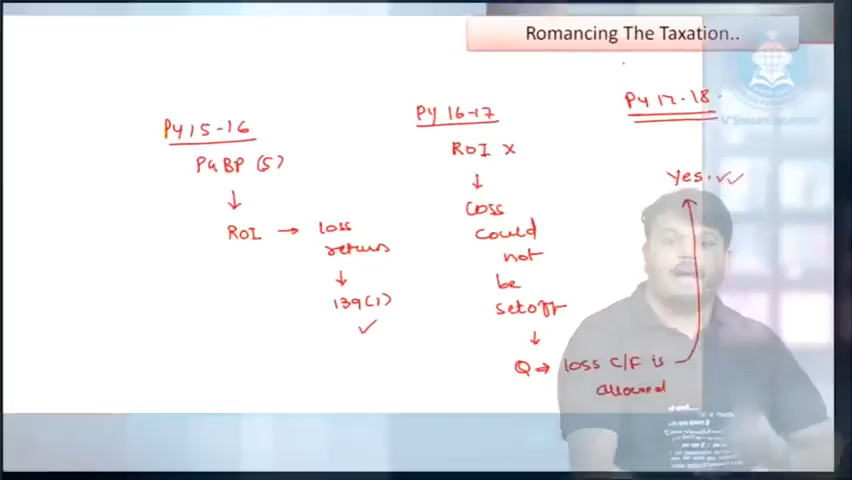 Romancing The Taxation..
PY 15-16
PGBP (5)
↓
ROI → loss
return
↓
139(1)
✓
PY 16-17
ROI x
↓
Loss
could
not
be
setoff
↓
Q → loss C/F is
allowed
PY 17-18.
Yes. ✓✓